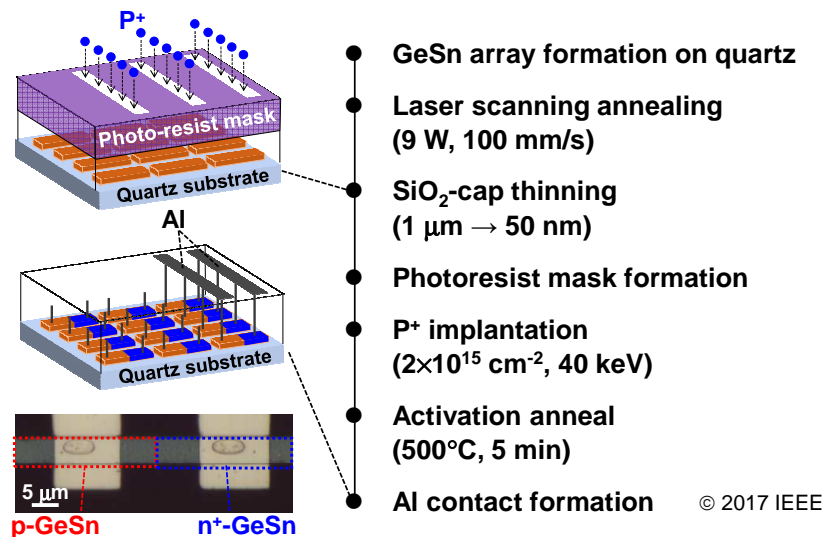 P⁺
Photo-resist mask
Quartz substrate
Al
Quartz substrate
5 μm
p-GeSn
n⁺-GeSn
GeSn array formation on quartz
Laser scanning annealing
(9 W, 100 mm/s)
SiO₂-cap thinning
(1 μm → 50 nm)
Photoresist mask formation
P⁺ implantation
(2×10¹⁵ cm⁻², 40 keV)
Activation anneal
(500°C, 5 min)
Al contact formation
© 2017 IEEE